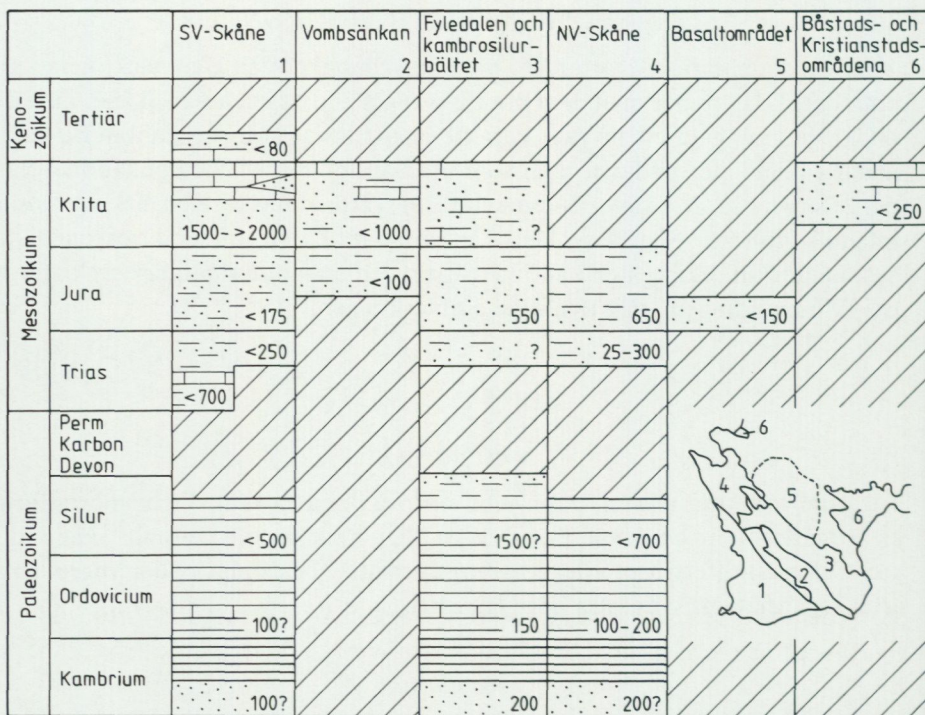 SV-Skåne
1
Vombsänkan
2
Fyledalen och
kambrosilur-
bältet 3
NV-Skåne
4
Basaltområdet
5
Båstads- och
Kristianstads-
områdena 6
Keno-
zoikum
Tertiär
<80
Mesozoikum
Krita
1500->2000
<1000
?
<250
Jura
<175
<100
550
650
<150
Trias
<250
?
25-300
<700
Paleozoikum
Perm
Karbon
Devon
Silur
<500
1500?
<700
Ordovicium
100?
150
100-200
Kambrium
100?
200
200?
6
4
5
6
3
2
1